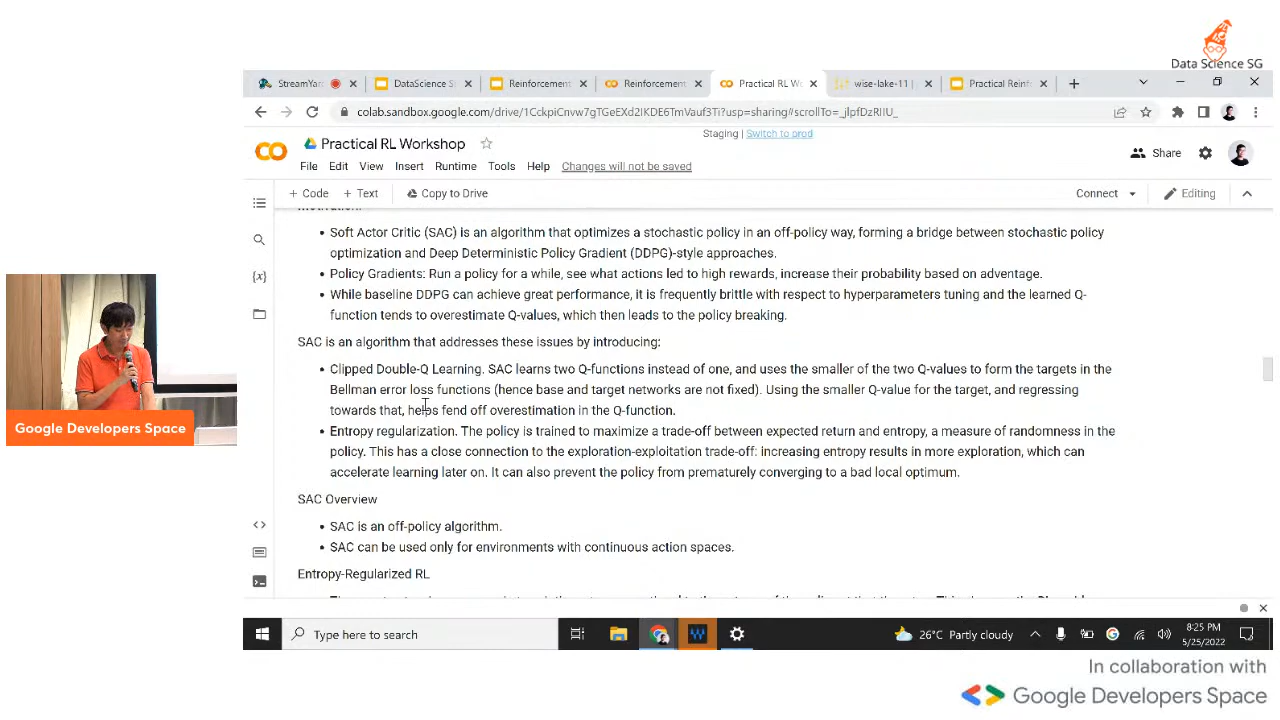 Data Science SG
StreamYar
DataScience S
Reinforcement
Reinforcement
Practical RL W
wise-lake-11 |
Practical Reinf
colab.sandbox.google.com/drive/1CckpiCnvw7gTGeEXd2IKDE6TmVauf3Ti?usp=sharing#scrollTo=_jlpfDzRIIU_
Staging | Switch to prod
Practical RL Workshop
Share
File Edit View Insert Runtime Tools Help Changes will not be saved
+ Code + Text Copy to Drive Connect Editing
Motivation:
• Soft Actor Critic (SAC) is an algorithm that optimizes a stochastic policy in an off-policy way, forming a bridge between stochastic policy
optimization and Deep Deterministic Policy Gradient (DDPG)-style approaches.
• Policy Gradients: Run a policy for a while, see what actions led to high rewards, increase their probability based on advantage.
• While baseline DDPG can achieve great performance, it is frequently brittle with respect to hyperparameters tuning and the learned Q-
function tends to overestimate Q-values, which then leads to the policy breaking.
SAC is an algorithm that addresses these issues by introducing:
• Clipped Double-Q Learning. SAC learns two Q-functions instead of one, and uses the smaller of the two Q-values to form the targets in the
Bellman error loss functions (hence base and target networks are not fixed). Using the smaller Q-value for the target, and regressing
towards that, helps fend off overestimation in the Q-function.
• Entropy regularization. The policy is trained to maximize a trade-off between expected return and entropy, a measure of randomness in the
policy. This has a close connection to the exploration-exploitation trade-off: increasing entropy results in more exploration, which can
accelerate learning later on. It can also prevent the policy from prematurely converging to a bad local optimum.
SAC Overview
• SAC is an off-policy algorithm.
• SAC can be used only for environments with continuous action spaces.
Entropy-Regularized RL
Google Developers Space
Type here to search
26°C Partly cloudy
8:25 PM
5/25/2022
In collaboration with
Google Developers Space